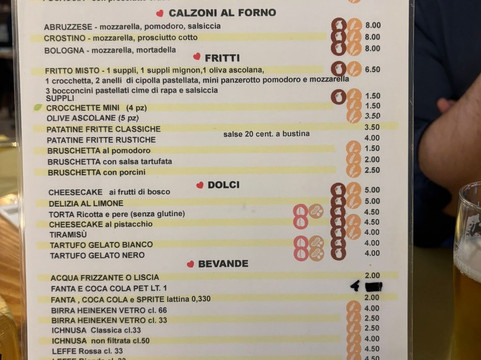 CALZONI AL FORNO
ABRUZZESE - mozzarella, pomodoro, salsiccia 8.00
CROSTINO - mozzarella, prosciutto cotto 8.00
BOLOGNA - mozzarella, mortadella 8.00
FRITTI
FRITTO MISTO - 1 suppli, 1 suppli mignon,1 oliva ascolana, 6.50
1 crocchetta, 2 anelli di cipolla pastellata, mini panzerotto pomodoro e mozzarella
3 bocconcini pastellati cime di rapa e salsiccia
SUPPLI 1.50
CROCCHETTE MINI (4 pz) 1.50
OLIVE ASCOLANE (5 pz) 3.50
PATATINE FRITTE CLASSICHE 3.50
salse 20 cent. a bustina
PATATINE FRITTE RUSTICHE 4.00
BRUSCHETTA al pomodoro 1.50
BRUSCHETTA con salsa tartufata 2.00
BRUSCHETTA con porcini 2.50
DOLCI
CHEESECAKE ai frutti di bosco 5.00
DELIZIA AL LIMONE 5.00
TORTA Ricotta e pere (senza glutine) 4.50
CHEESECAKE al pistacchio 4.50
TIRAMISÙ 4.00
TARTUFO GELATO BIANCO 4.00
TARTUFO GELATO NERO 4.00
BEVANDE
ACQUA FRIZZANTE O LISCIA 2.00
FANTA E COCA COLA PET LT. 1 4
FANTA , COCA COLA e SPRITE lattina 0,330 2.00
BIRRA HEINEKEN VETRO cl. 66 4.00
BIRRA HEINEKEN VETRO cl. 33 2.50
ICHNUSA Classica cl.33 2.50
ICHNUSA non filtrata cl.50 4.50
LEFFE Rossa cl. 33 4.50